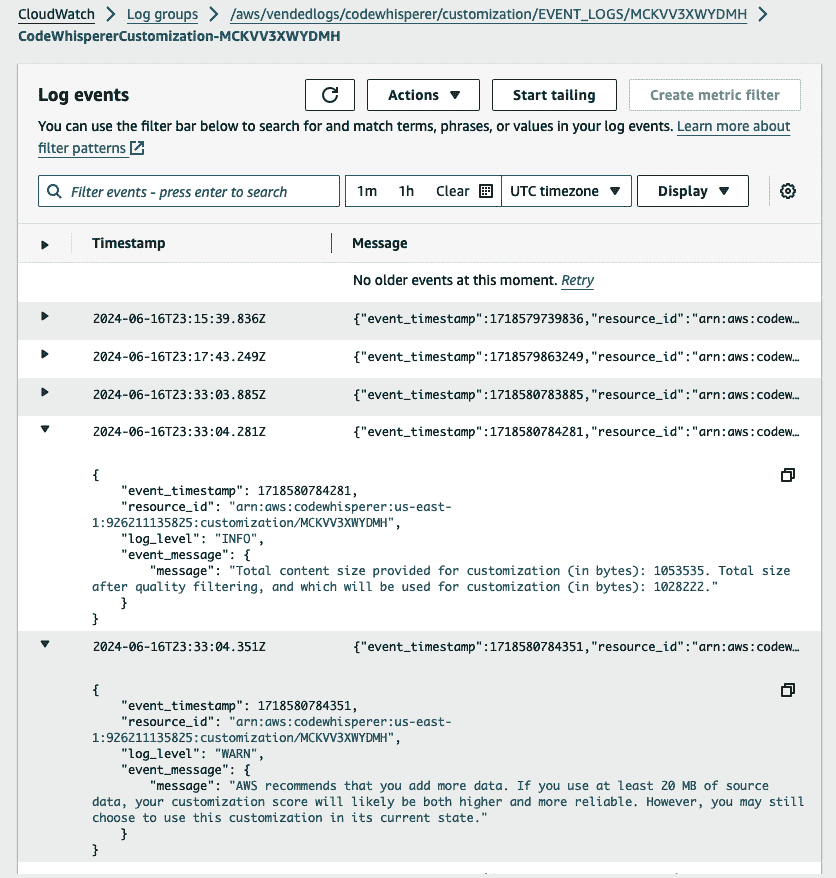 CloudWatch > Log groups > /aws/vendedlogs/codewhisperer/customization/EVENT_LOGS/MCKVV3XWYDMH >
CodeWhispererCustomization-MCKVV3XWYDMH
Log events
Actions ▼
Start tailing
Create metric filter
You can use the filter bar below to search for and match terms, phrases, or values in your log events. Learn more about
filter patterns
Filter events - press enter to search
1m 1h Clear
UTC timezone ▼
Display ▼
Timestamp Message
No older events at this moment. Retry
2024-06-16T23:15:39.836Z {"event_timestamp":1718579739836,"resource_id":"arn:aws:codew…
2024-06-16T23:17:43.249Z {"event_timestamp":1718579863249,"resource_id":"arn:aws:codew…
2024-06-16T23:33:03.885Z {"event_timestamp":1718580783885,"resource_id":"arn:aws:codew…
2024-06-16T23:33:04.281Z {"event_timestamp":1718580784281,"resource_id":"arn:aws:codew…
{
"event_timestamp": 1718580784281,
"resource_id": "arn:aws:codewhisperer:us-east-
1:926211135825:customization/MCKVV3XWYDMH",
"log_level": "INFO",
"event_message": {
"message": "Total content size provided for customization (in bytes): 1053535. Total size
after quality filtering, and which will be used for customization (in bytes): 1028222."
}
}
2024-06-16T23:33:04.351Z {"event_timestamp":1718580784351,"resource_id":"arn:aws:codew…
{
"event_timestamp": 1718580784351,
"resource_id": "arn:aws:codewhisperer:us-east-
1:926211135825:customization/MCKVV3XWYDMH",
"log_level": "WARN",
"event_message": {
"message": "AWS recommends that you add more data. If you use at least 20 MB of source
data, your customization score will likely be both higher and more reliable. However, you may still
choose to use this customization in its current state."
}
}